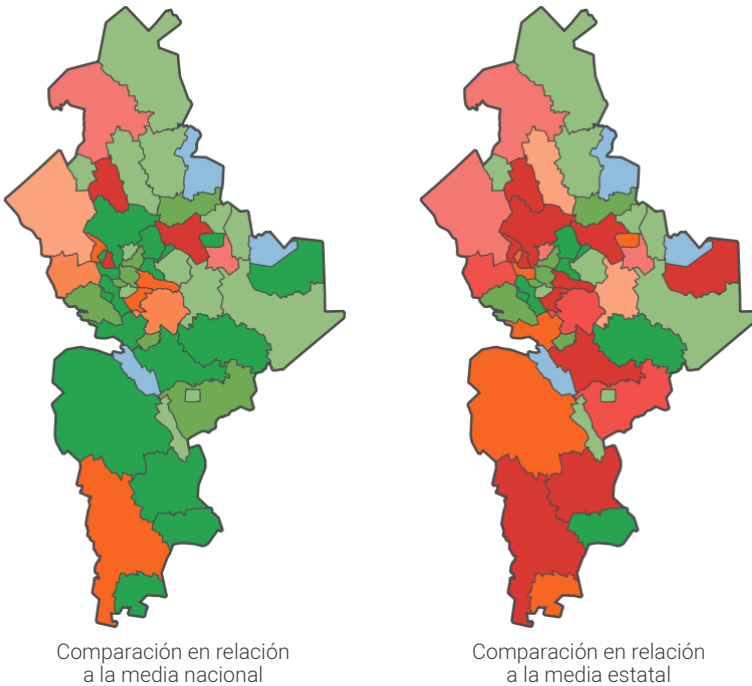 Comparación en relación
a la media nacional
Comparación en relación
a la media estatal